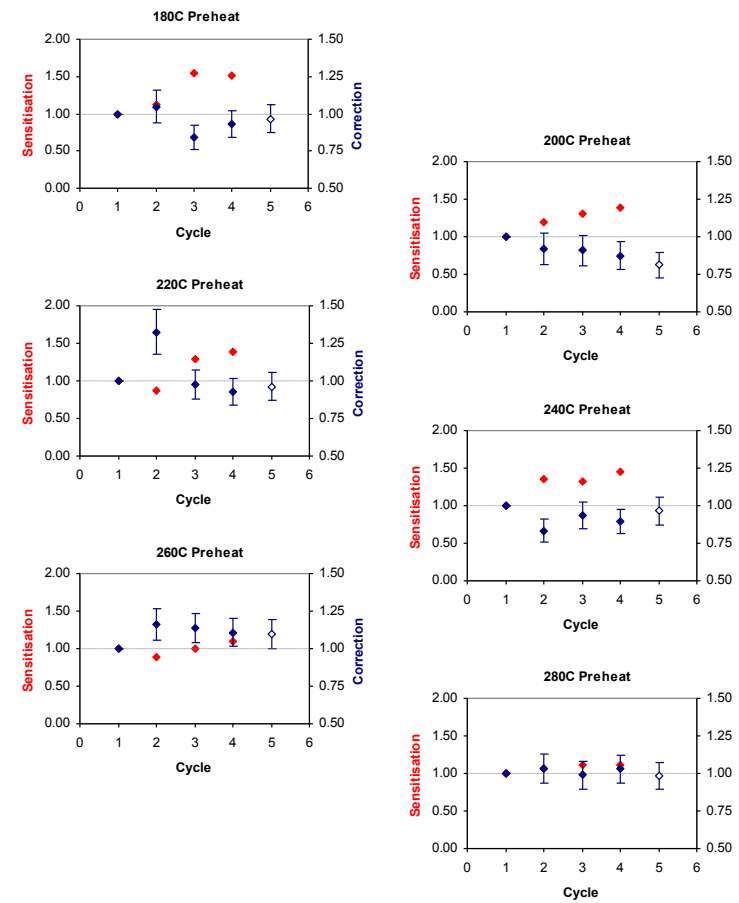 180C Preheat
2.00 1.50
1.50 1.25
1.00 1.00
0.50 0.75
0.00 0.50
0 1 2 3 4 5 6
Cycle
Sensitisation
Correction
200C Preheat
2.00 1.50
1.50 1.25
1.00 1.00
0.50 0.75
0.00 0.50
0 1 2 3 4 5 6
Cycle
Sensitisation
220C Preheat
2.00 1.50
1.50 1.25
1.00 1.00
0.50 0.75
0.00 0.50
0 1 2 3 4 5 6
Cycle
Sensitisation
Correction
240C Preheat
2.00 1.50
1.50 1.25
1.00 1.00
0.50 0.75
0.00 0.50
0 1 2 3 4 5 6
Cycle
Sensitisation
260C Preheat
2.00 1.50
1.50 1.25
1.00 1.00
0.50 0.75
0.00 0.50
0 1 2 3 4 5 6
Cycle
Sensitisation
Correction
280C Preheat
2.00 1.50
1.50 1.25
1.00 1.00
0.50 0.75
0.00 0.50
0 1 2 3 4 5 6
Cycle
Sensitisation